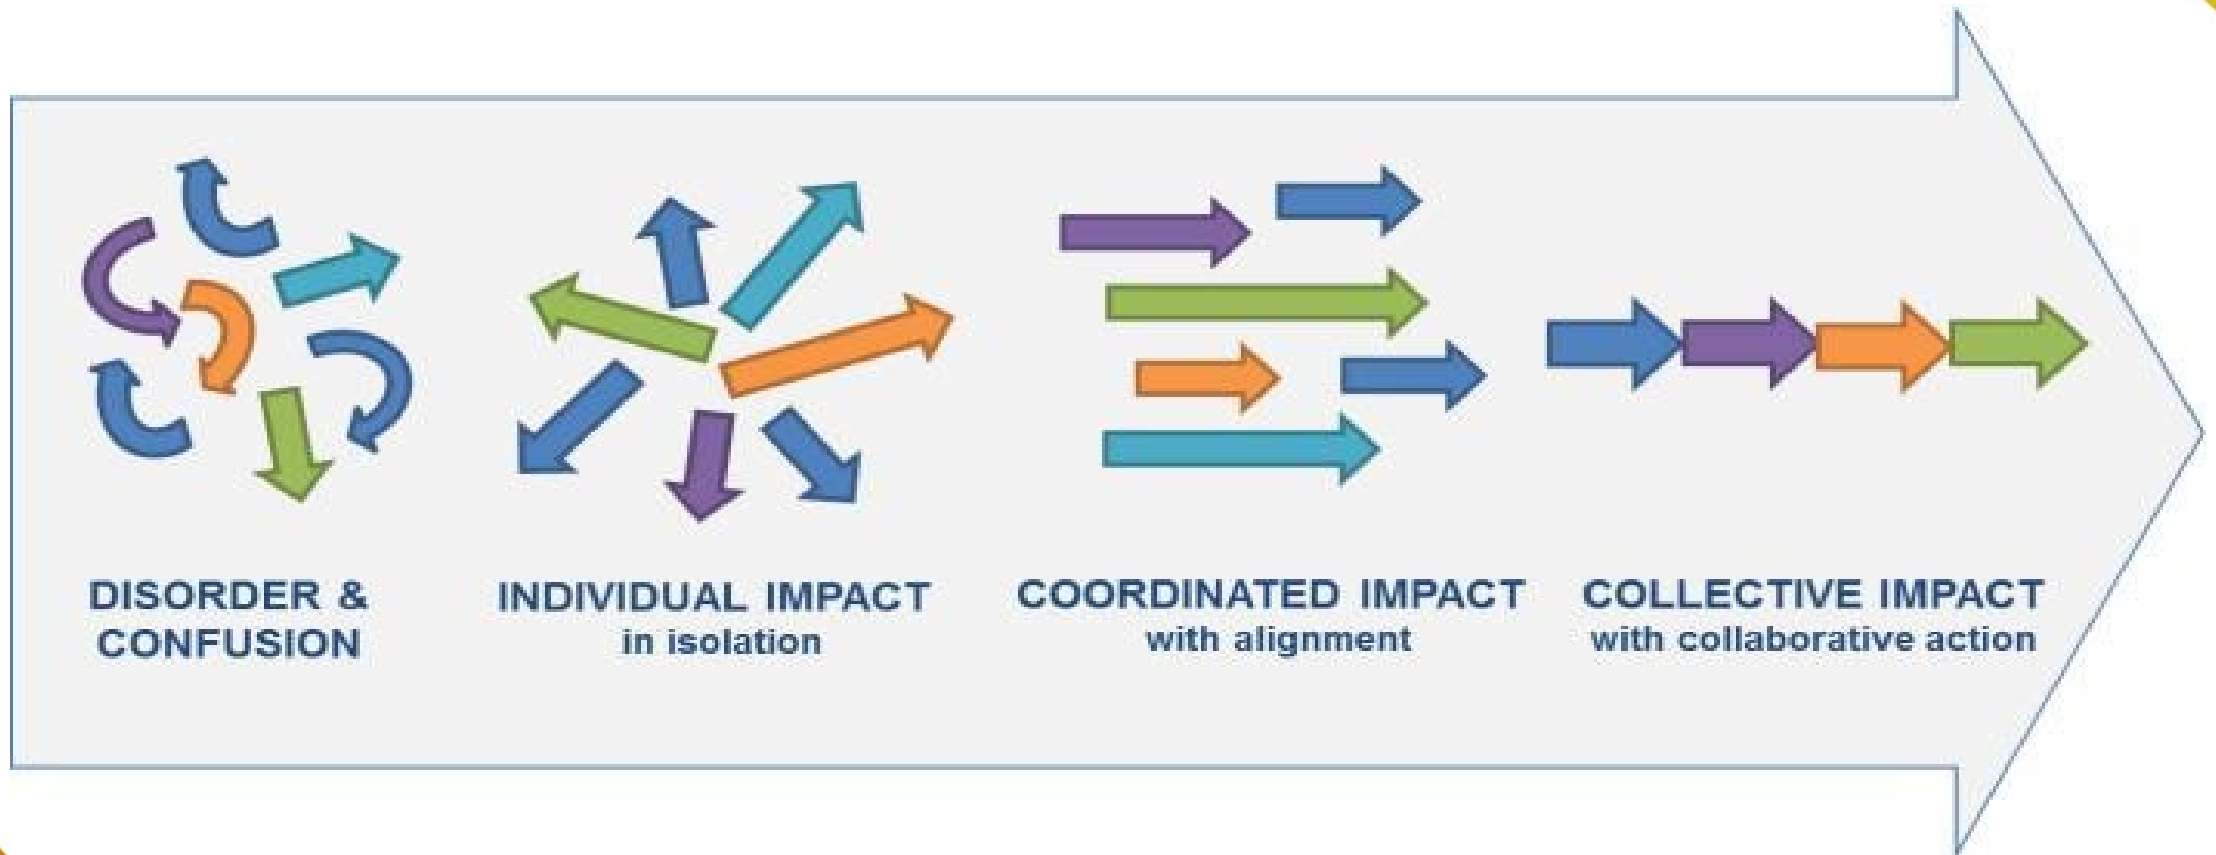 DISORDER &
CONFUSION
INDIVIDUAL IMPACT
in isolation
COORDINATED IMPACT
with alignment
COLLECTIVE IMPACT
with collaborative action